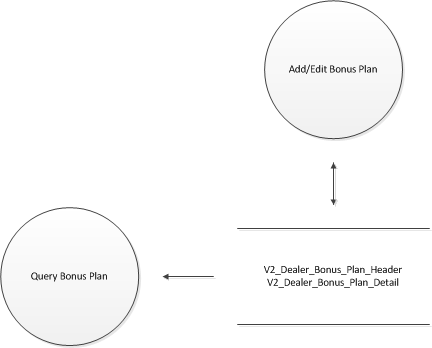 Add/Edit Bonus Plan
Query Bonus Plan
V2_Dealer_Bonus_Plan_Header
V2_Dealer_Bonus_Plan_Detail